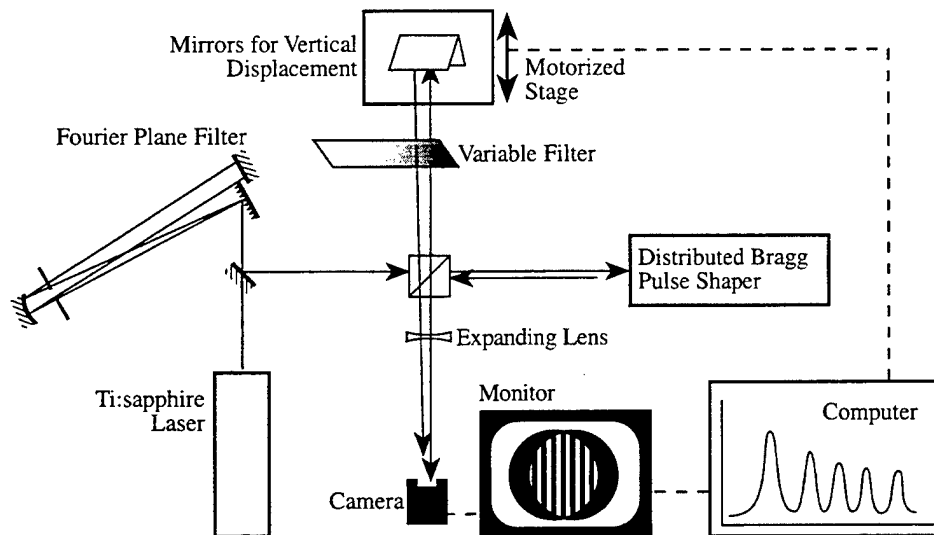 Mirrors for Vertical
Displacement
Motorized
Stage
Fourier Plane Filter
Variable Filter
Distributed Bragg
Pulse Shaper
Expanding Lens
Ti:sapphire
Laser
Monitor
Computer
Camera